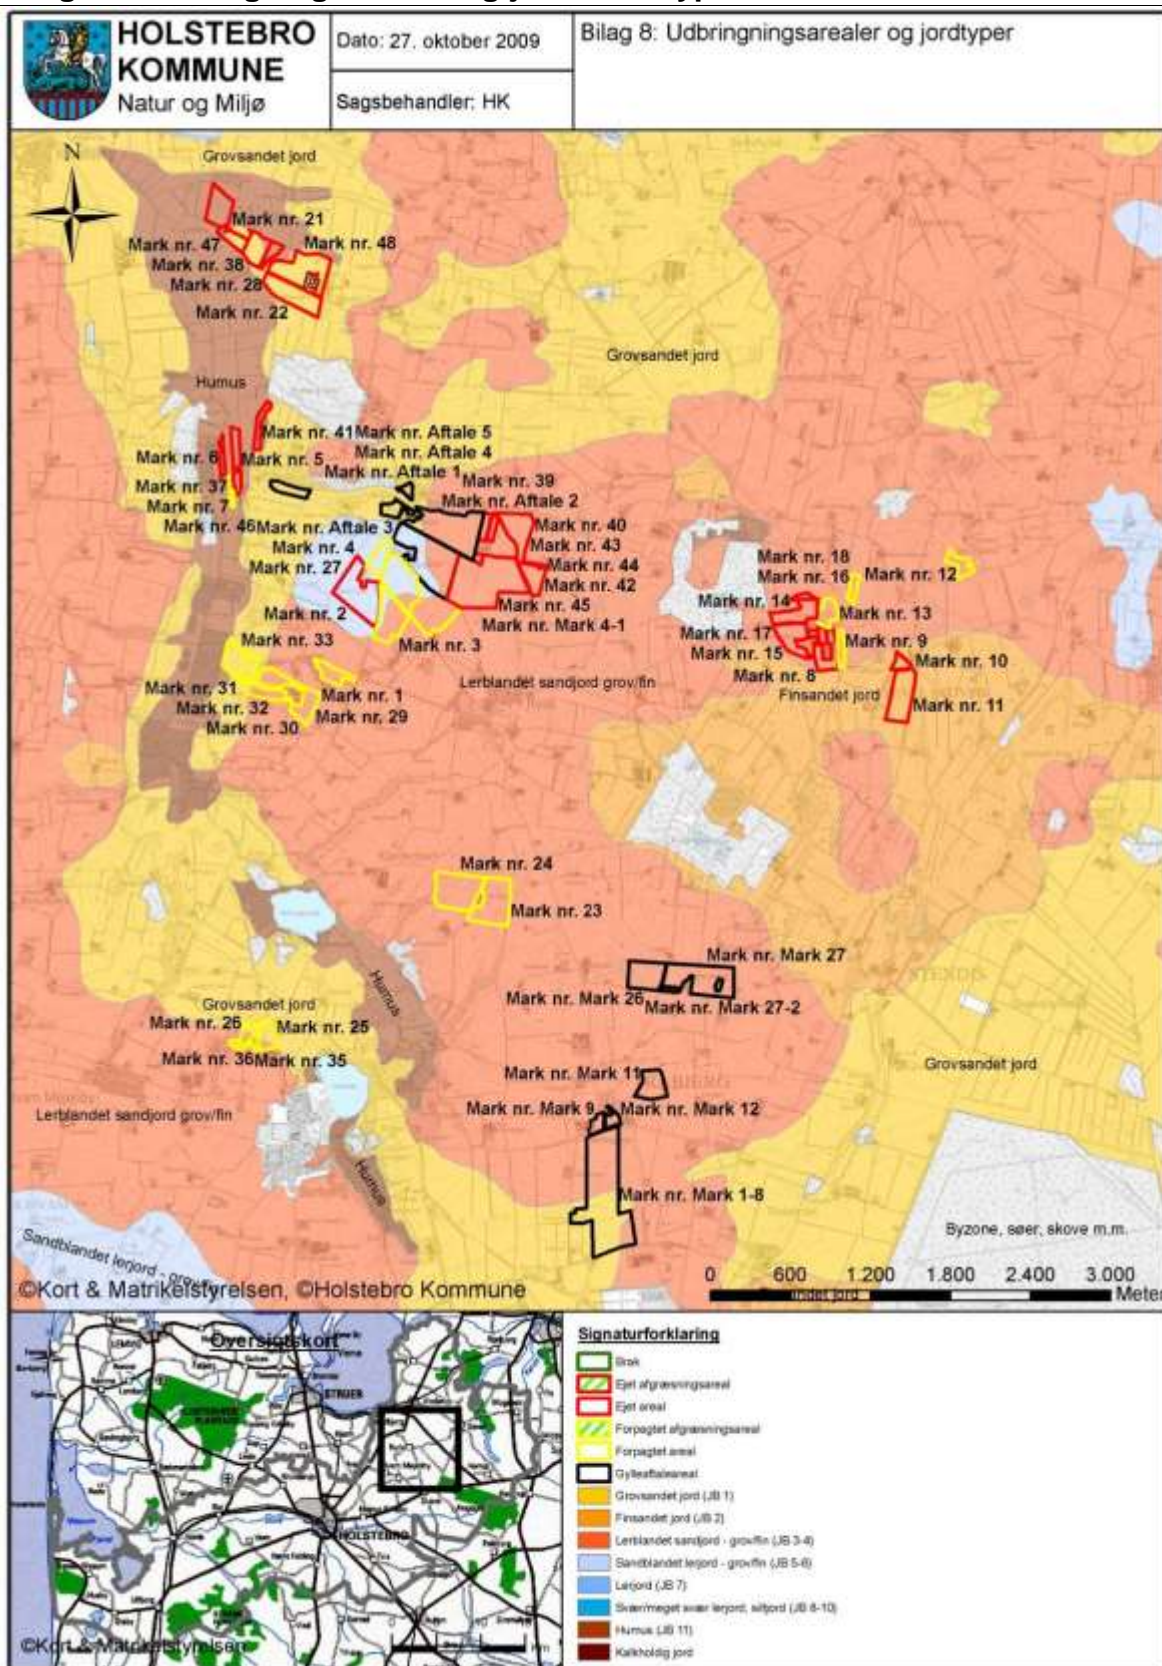 HOLSTEBRO
KOMMUNE
Natur og Miljø
Dato: 27. oktober 2009
Sagsbehandler: HK
Bilag 8: Udbringningsarealer og jordtyper
N
Grovsandet jord
Mark nr. 21
Mark nr. 47
Mark nr. 48
Mark nr. 38
Mark nr. 28
Mark nr. 22
Grovsandet jord
Humus
Mark nr. 41
Mark nr. Aftale 5
Mark nr. Aftale 4
Mark nr. 6
Mark nr. 5
Mark nr. Aftale 1
Mark nr. 39
Mark nr. 37
Mark nr. 7
Mark nr. Aftale 2
Mark nr. 46
Mark nr. Aftale 3
Mark nr. 40
Mark nr. 4
Mark nr. 43
Mark nr. 27
Mark nr. 44
Mark nr. 42
Mark nr. 2
Mark nr. 45
Mark nr. Mark 4-1
Mark nr. 33
Mark nr. 3
Mark nr. 18
Mark nr. 16
Mark nr. 12
Mark nr. 14
Mark nr. 13
Mark nr. 17
Mark nr. 9
Mark nr. 15
Mark nr. 10
Mark nr. 8
Finsandet jord
Mark nr. 11
Lerblandet sandjord grov/fin
Mark nr. 31
Mark nr. 1
Mark nr. 32
Mark nr. 29
Mark nr. 30
Mark nr. 24
Mark nr. 23
Mark nr. Mark 27
Mark nr. Mark 26
Mark nr. Mark 27-2
Humus
Grovsandet jord
Mark nr. 26
Mark nr. 25
Mark nr. 36
Mark nr. 35
Mark nr. Mark 11
Grovsandet jord
Mark nr. Mark 9
Mark nr. Mark 12
Lerblandet sandjord grov/fin
Humus
Mark nr. Mark 1-8
Byzone, søer, skove m.m.
Sandblandet lerjord - grov/fin
©Kort & Matrikelstyrelsen, ©Holstebro Kommune
0 600 1.200 1.800 2.400 3.000
Meter
Oversigtskort
STRUER
HOLSTEBRO
©Kort & Matrikelstyrelsen
Signaturforklaring
Brak
Ejet afgræsningsareal
Ejet areal
Forpagtet afgræsningsareal
Forpagtet areal
Gylleaftaleareal
Grovsandet jord (JB 1)
Finsandet jord (JB 2)
Lerblandet sandjord - grov/fin (JB 3-4)
Sandblandet lerjord - grov/fin (JB 5-6)
Lerjord (JB 7)
Svær/meget svær lerjord, siltjord (JB 8-10)
Humus (JB 11)
Kalkholdig jord